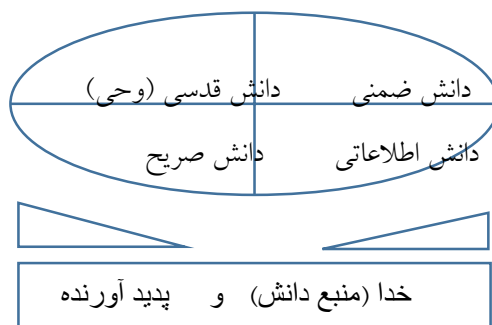 دانش ضمنی
دانش قدسی (وحی)
دانش اطلاعاتی
دانش صریح
خدا (منبع دانش) و پدید آورنده